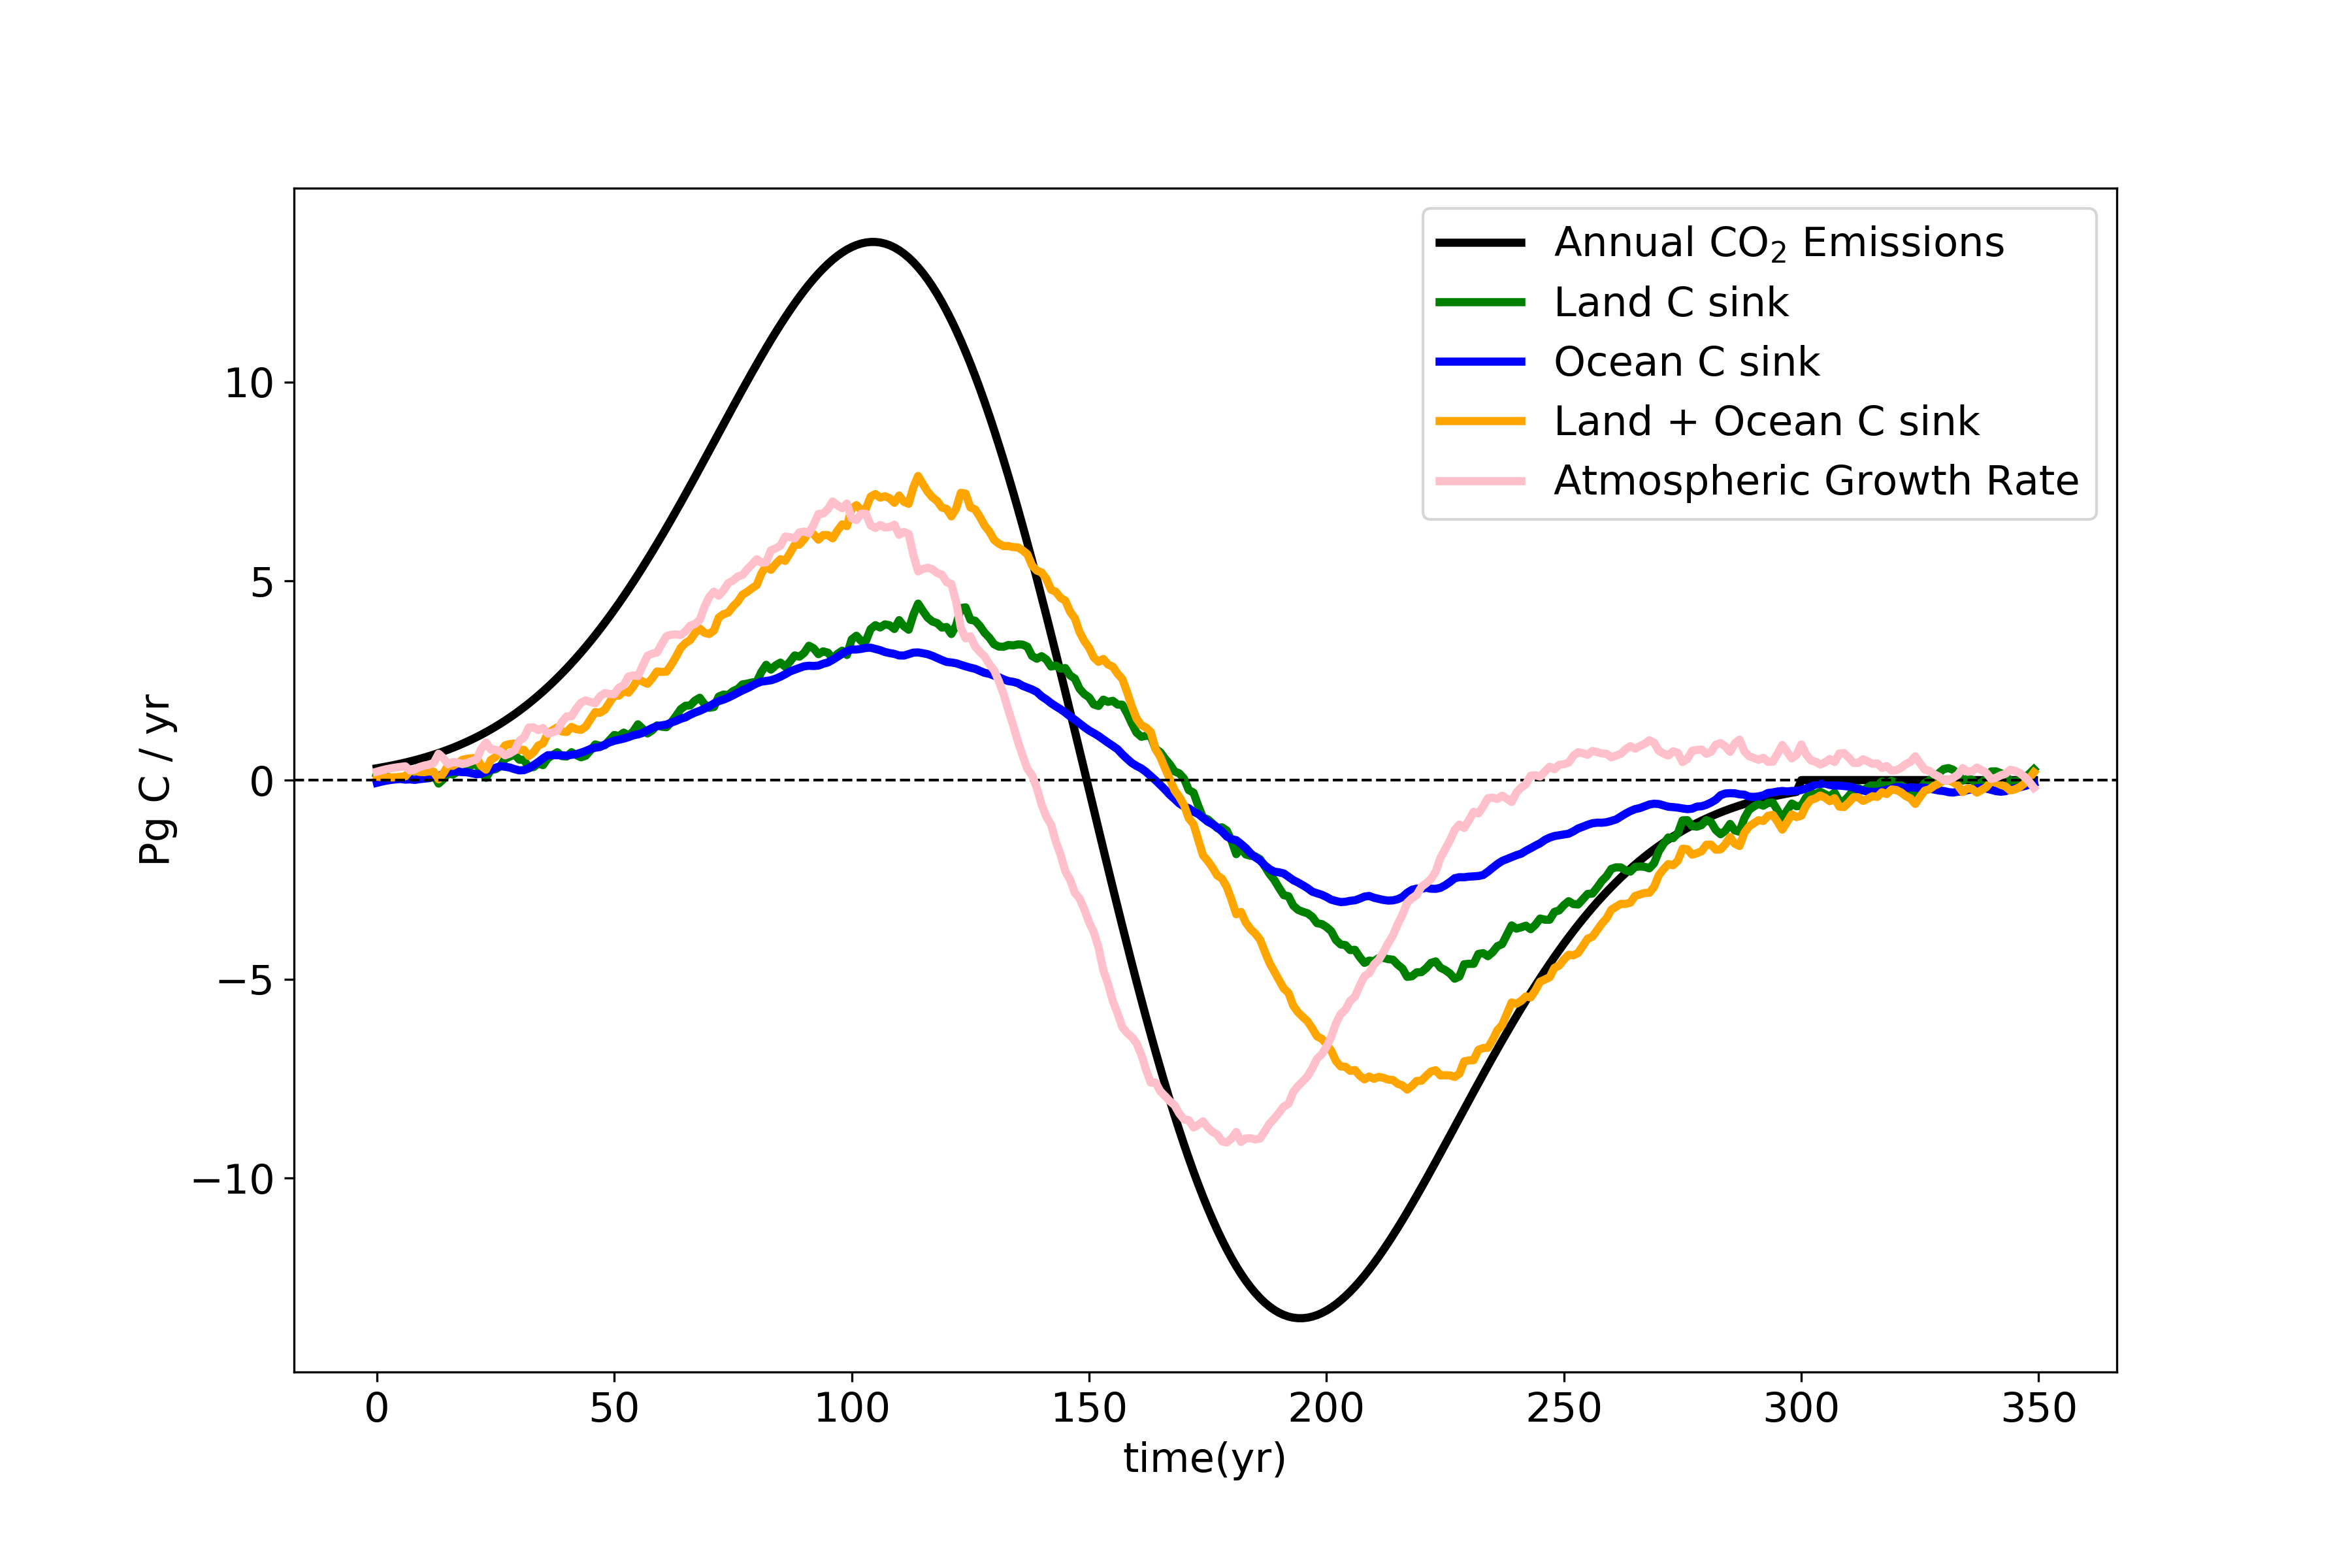 Annual CO₂ Emissions
Land C sink
Ocean C sink
Land + Ocean C sink
Atmospheric Growth Rate
Pg C / yr
10
5
0
−5
−10
0 50 100 150 200 250 300 350
time(yr)